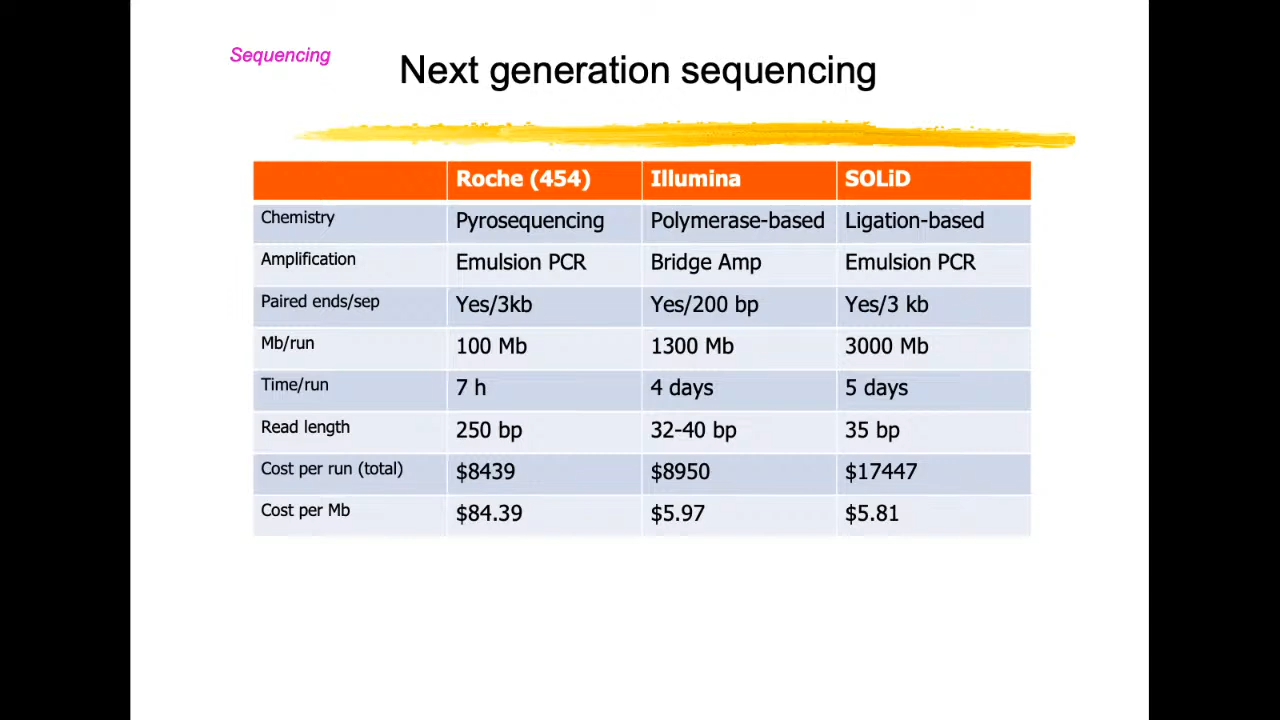 Sequencing
Next generation sequencing
Roche (454) Illumina SOLiD
Chemistry Pyrosequencing Polymerase-based Ligation-based
Amplification Emulsion PCR Bridge Amp Emulsion PCR
Paired ends/sep Yes/3kb Yes/200 bp Yes/3 kb
Mb/run 100 Mb 1300 Mb 3000 Mb
Time/run 7 h 4 days 5 days
Read length 250 bp 32-40 bp 35 bp
Cost per run (total) $8439 $8950 $17447
Cost per Mb $84.39 $5.97 $5.81